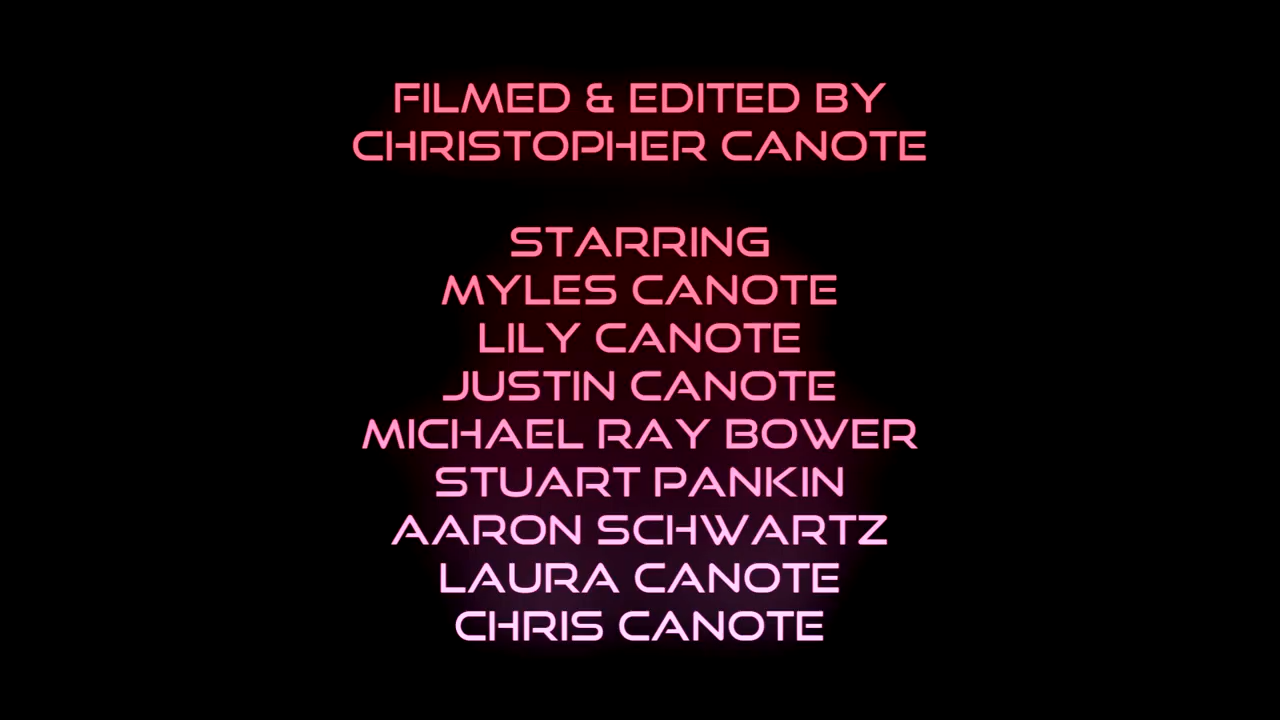 FILMED & EDITED BY
CHRISTOPHER CANOTE
STARRING
MYLES CANOTE
LILY CANOTE
JUSTIN CANOTE
MICHAEL RAY BOWER
STUART PANKIN
AARON SCHWARTZ
LAURA CANOTE
CHRIS CANOTE